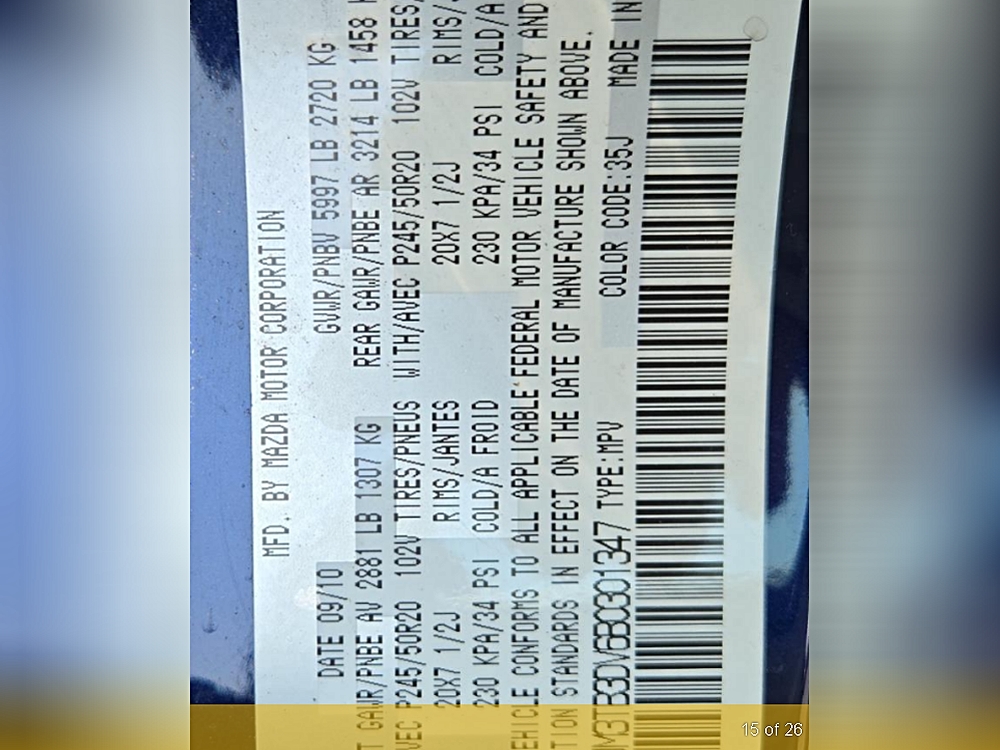 MFD. BY MAZDA MOTOR CORPORATION
DATE 09/10 GVWR/PNBV 5997 LB 2720 KG
GAWR/PNBE AV 2881 LB 1307 KG REAR GAWR/PNBE AR 3214 LB 1458
P245/50R20 102V TIRES/PNEUS WITH/AVEC P245/50R20 102V TIRES/
20X7 1/2J RIMS/JANTES 20X7 1/2J RIMS/
230 KPA/34 PSI COLD/A FROID 230 KPA/34 PSI COLD/A
CONFORMS TO ALL APPLICABLE FEDERAL MOTOR VEHICLE SAFETY AND
STANDARDS IN EFFECT ON THE DATE OF MANUFACTURE SHOWN ABOVE.
M3TB3DV6B0301347 TYPE:MPV COLOR CODE:35J MADE IN
15 of 26